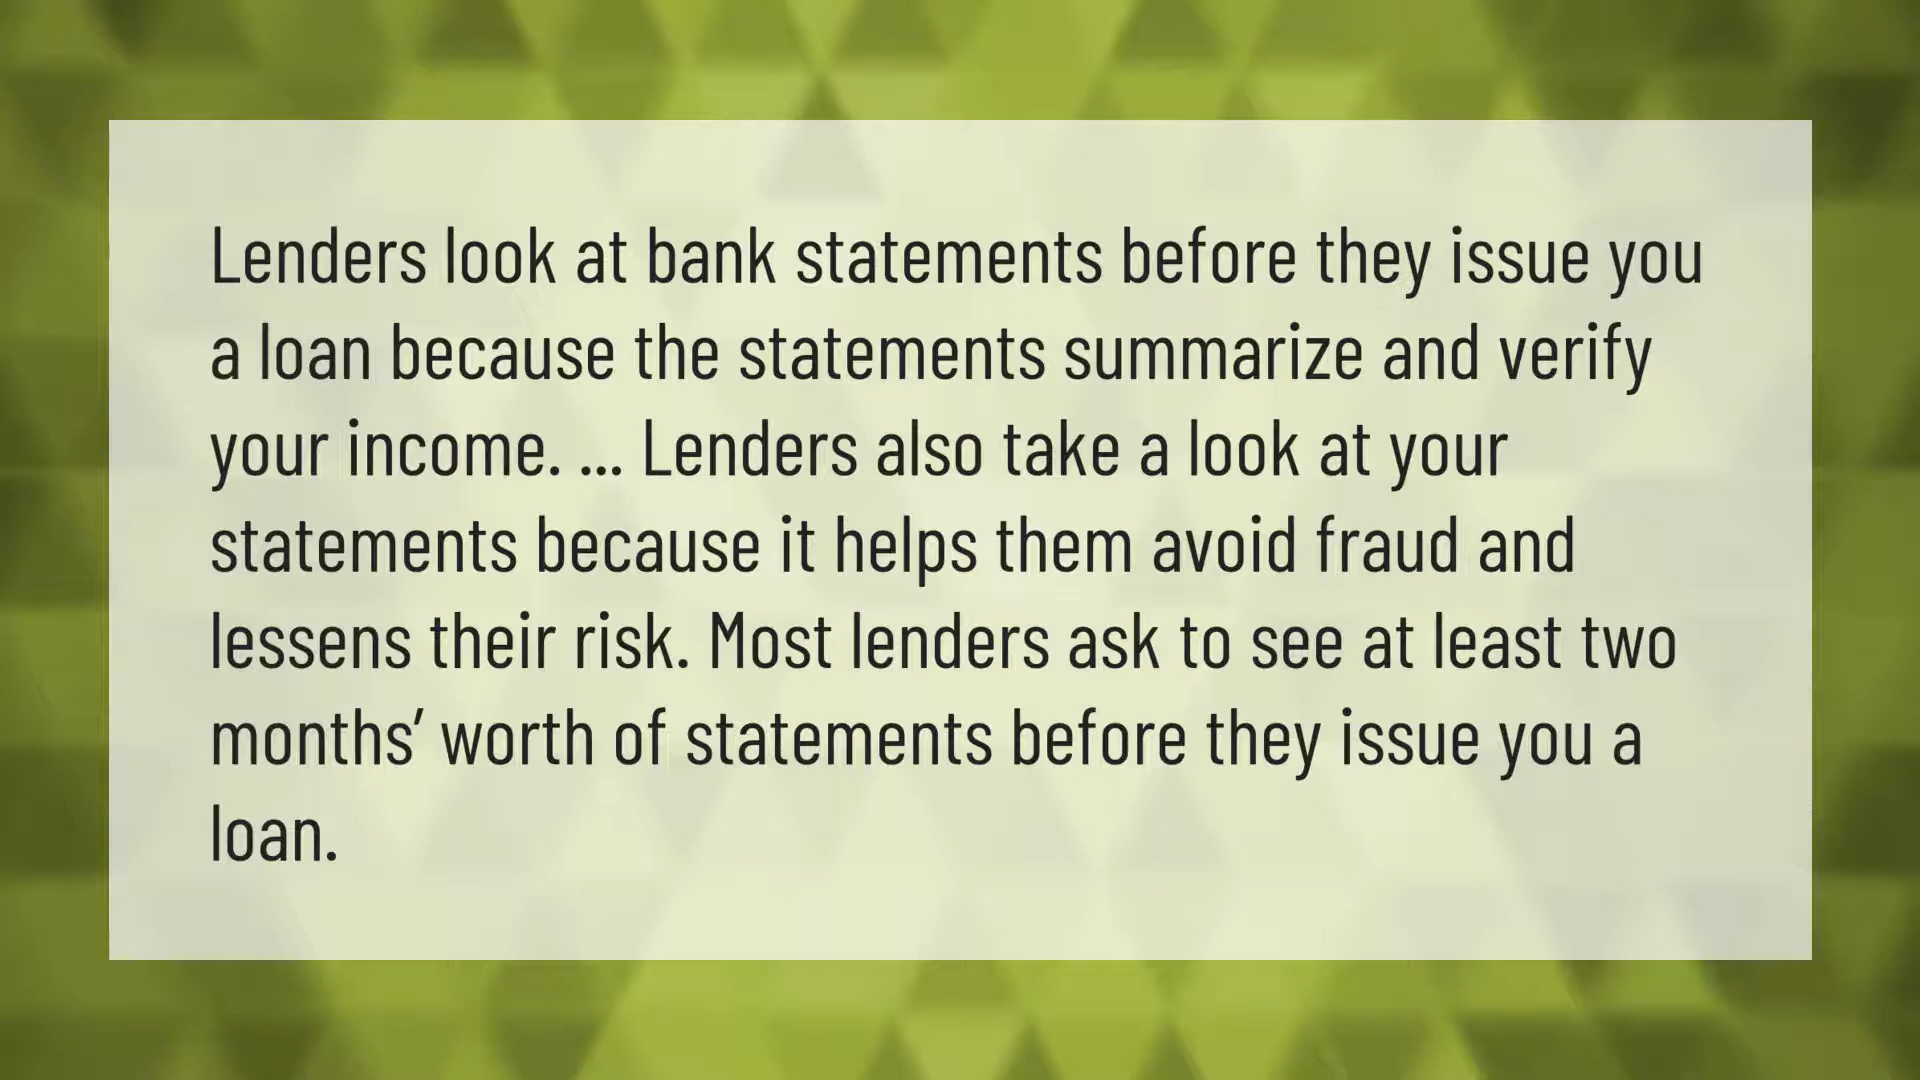 Lenders look at bank statements before they issue you
a loan because the statements summarize and verify
your income. ... Lenders also take a look at your
statements because it helps them avoid fraud and
lessens their risk. Most lenders ask to see at least two
months’ worth of statements before they issue you a
loan.